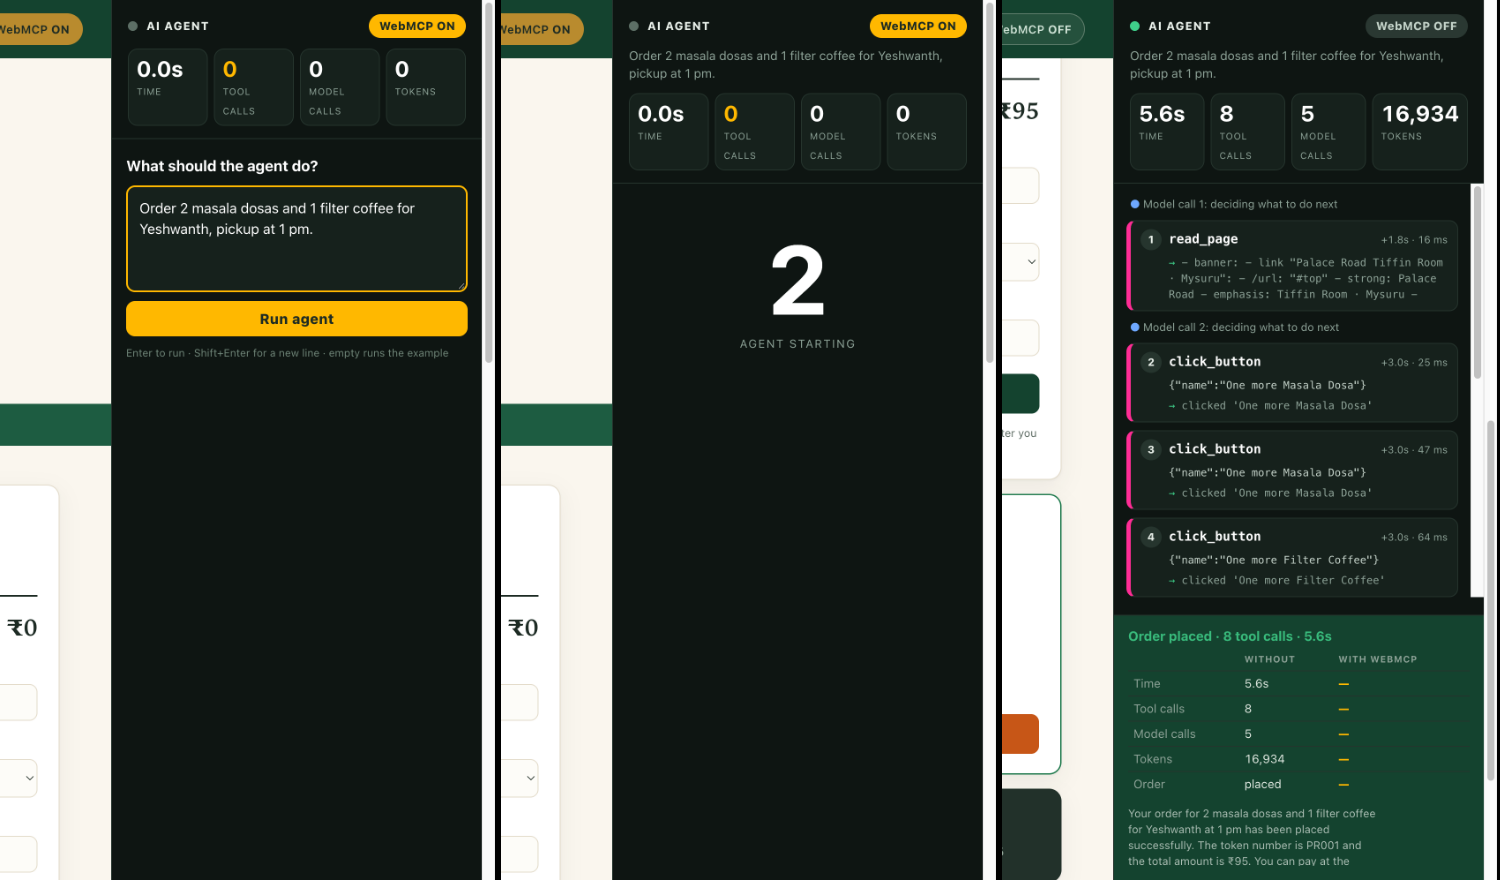 WebMCP ON
AI AGENT
WebMCP ON
0.0s
TIME
0
TOOL
CALLS
0
MODEL
CALLS
0
TOKENS
What should the agent do?
Order 2 masala dosas and 1 filter coffee for
Yeshwanth, pickup at 1 pm.
Run agent
Enter to run · Shift+Enter for a new line · empty runs the example
₹0
WebMCP ON
AI AGENT
WebMCP ON
Order 2 masala dosas and 1 filter coffee for Yeshwanth,
pickup at 1 pm.
0.0s
TIME
0
TOOL
CALLS
0
MODEL
CALLS
0
TOKENS
2
AGENT STARTING
₹0
WebMCP OFF
₹95
ter you
AI AGENT
WebMCP OFF
Order 2 masala dosas and 1 filter coffee for Yeshwanth,
pickup at 1 pm.
5.6s
TIME
8
TOOL
CALLS
5
MODEL
CALLS
16,934
TOKENS
Model call 1: deciding what to do next
1 read_page +1.8s · 16 ms
→ – banner: – link "Palace Road Tiffin Room
· Mysuru": – /url: "#top" – strong: Palace
Road – emphasis: Tiffin Room · Mysuru –
Model call 2: deciding what to do next
2 click_button +3.0s · 25 ms
{"name":"One more Masala Dosa"}
→ clicked 'One more Masala Dosa'
3 click_button +3.0s · 47 ms
{"name":"One more Masala Dosa"}
→ clicked 'One more Masala Dosa'
4 click_button +3.0s · 64 ms
{"name":"One more Filter Coffee"}
→ clicked 'One more Filter Coffee'
Order placed · 8 tool calls · 5.6s
WITHOUT WITH WEBMCP
Time 5.6s —
Tool calls 8 —
Model calls 5 —
Tokens 16,934 —
Order placed —
Your order for 2 masala dosas and 1 filter coffee
for Yeshwanth at 1 pm has been placed
successfully. The token number is PR001 and
the total amount is ₹95. You can pay at the